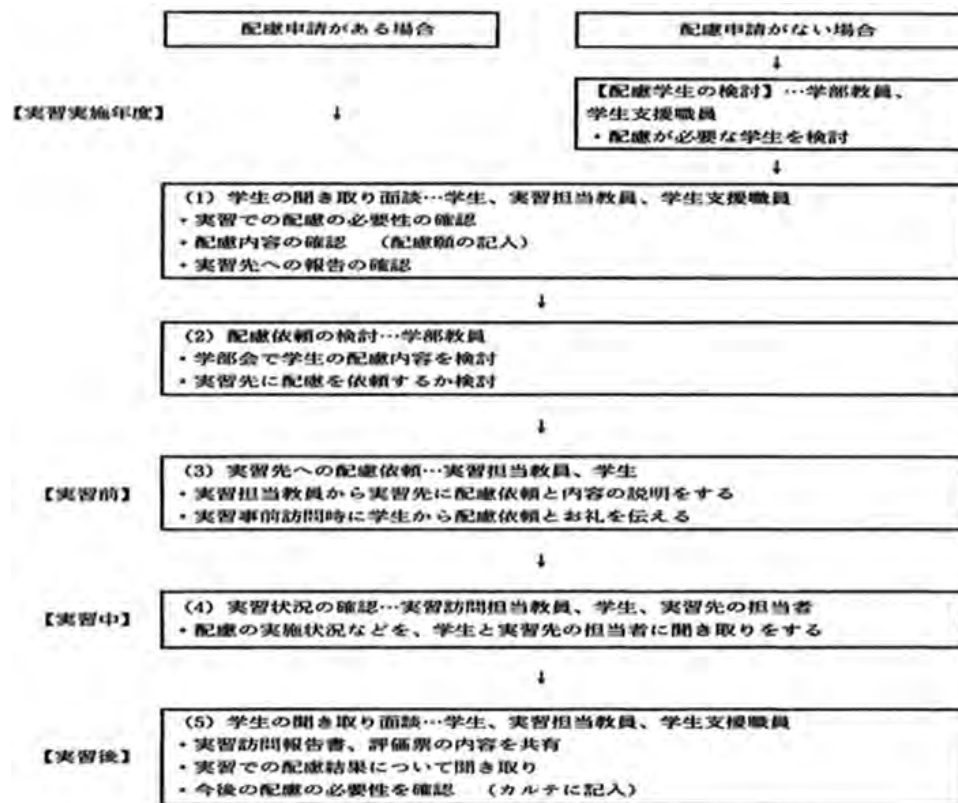 配慮申請がある場合
配慮申請がない場合
↓
【配慮学生の検討】…学部教員、
学生支援職員
・配慮が必要な学生を検討
【実習実施年度】
↓
↓
(1) 学生の聞き取り面談…学生、実習担当教員、学生支援職員
・実習での配慮の必要性の確認
・配慮内容の確認 (配慮願の記入)
・実習先への報告の確認
↓
(2) 配慮依頼の検討…学部教員
・学部会で学生の配慮内容を検討
・実習先に配慮を依頼するか検討
↓
【実習前】
(3) 実習先への配慮依頼…実習担当教員、学生
・実習担当教員から実習先に配慮依頼と内容の説明をする
・実習事前訪問時に学生から配慮依頼とお礼を伝える
↓
【実習中】
(4) 実習状況の確認…実習訪問担当教員、学生、実習先の担当者
・配慮の実施状況などを、学生と実習先の担当者に聞き取りをする
↓
【実習後】
(5) 学生の聞き取り面談…学生、実習担当教員、学生支援職員
・実習訪問報告書、評価票の内容を共有
・実習での配慮結果について聞き取り
・今後の配慮の必要性を確認 (カルテに記入)